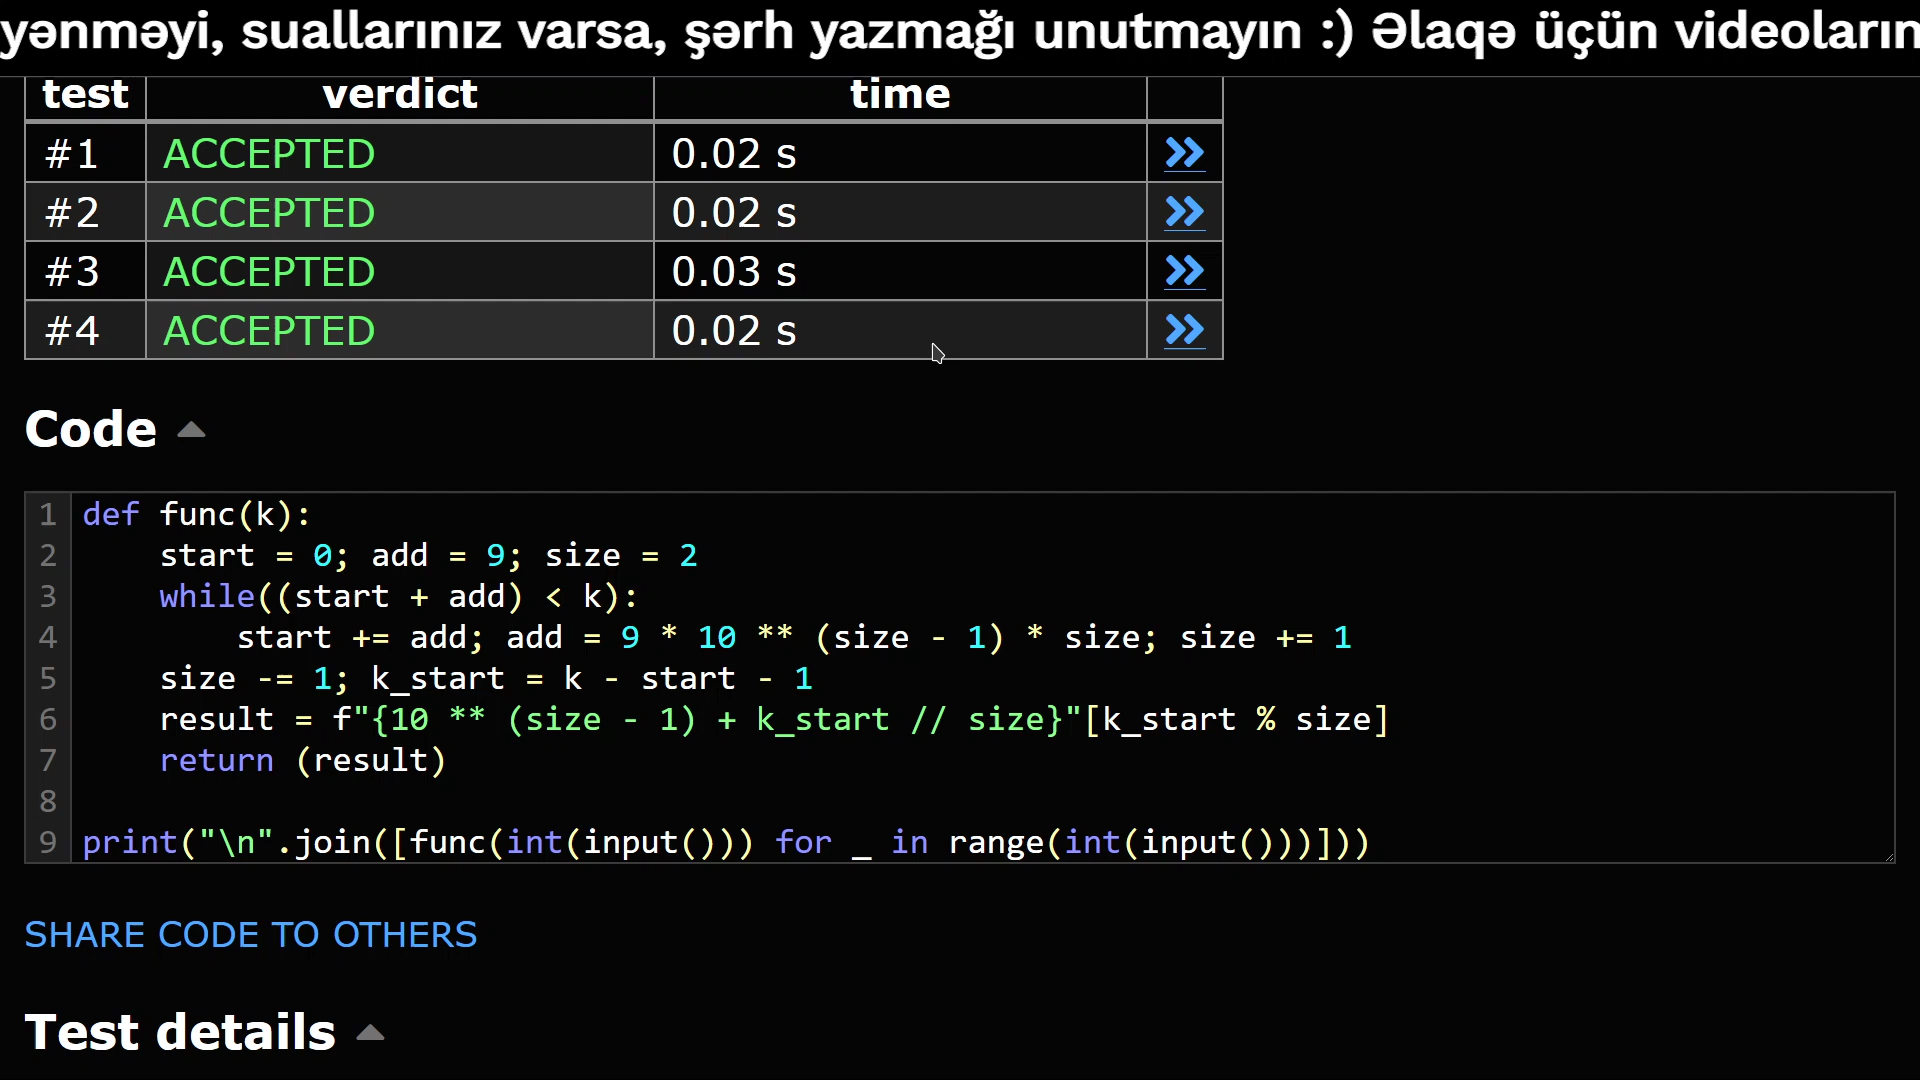 yənməyi, suallarınız varsa, şərh yazmağı unutmayın :) Əlaqə üçün videoların
test verdict time
#1 ACCEPTED 0.02 s
#2 ACCEPTED 0.02 s
#3 ACCEPTED 0.03 s
#4 ACCEPTED 0.02 s
Code
1 def func(k):
2     start = 0; add = 9; size = 2
3     while((start + add) < k):
4         start += add; add = 9 * 10 ** (size - 1) * size; size += 1
5     size -= 1; k_start = k - start - 1
6     result = f"{10 ** (size - 1) + k_start // size}"[k_start % size]
7     return (result)
8
9 print("\n".join([func(int(input())) for _ in range(int(input()))]))
SHARE CODE TO OTHERS
Test details